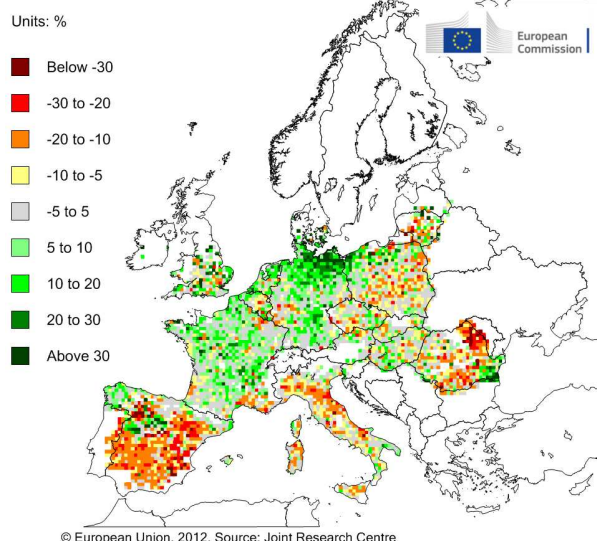 Units: %
European
Commission
Below -30
-30 to -20
-20 to -10
-10 to -5
-5 to 5
5 to 10
10 to 20
20 to 30
Above 30
© European Union, 2012. Source: Joint Research Centre